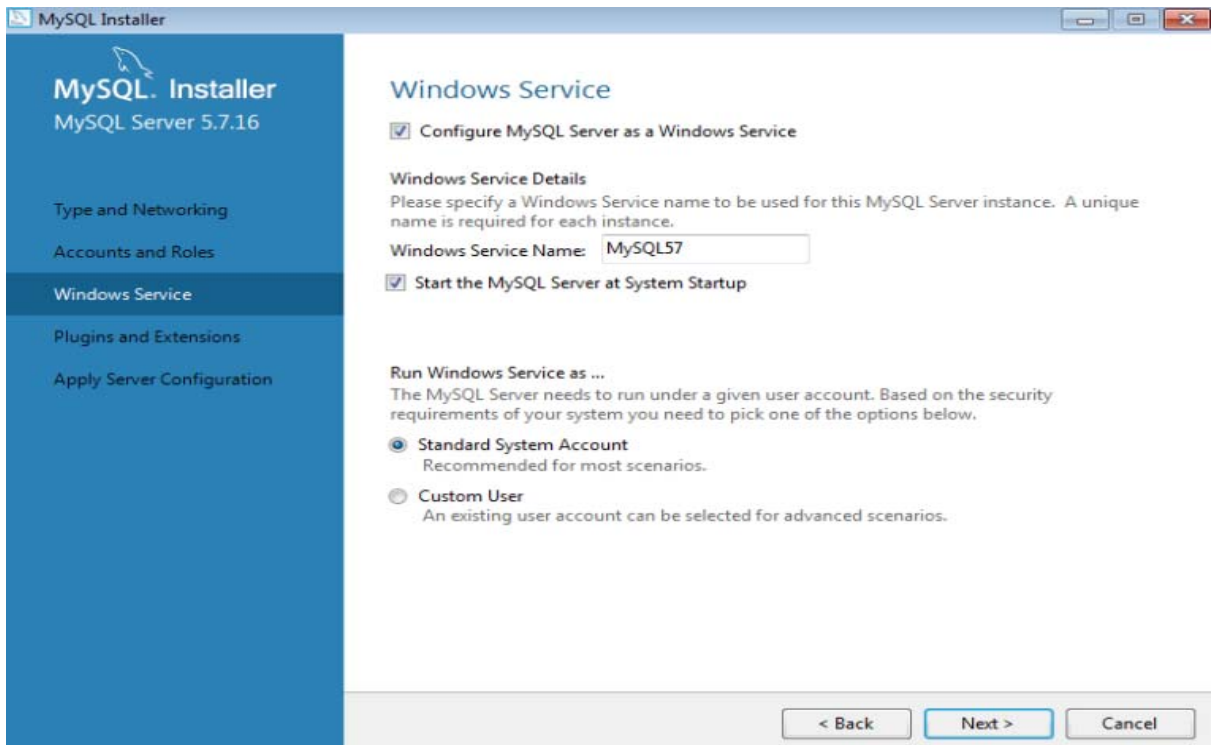 MySQL Installer
MySQL. Installer
MySQL Server 5.7.16
Type and Networking
Accounts and Roles
Windows Service
Plugins and Extensions
Apply Server Configuration
Windows Service
Configure MySQL Server as a Windows Service
Windows Service Details
Please specify a Windows Service name to be used for this MySQL Server instance. A unique
name is required for each instance.
Windows Service Name: MySQL57
Start the MySQL Server at System Startup
Run Windows Service as ...
The MySQL Server needs to run under a given user account. Based on the security
requirements of your system you need to pick one of the options below.
Standard System Account
Recommended for most scenarios.
Custom User
An existing user account can be selected for advanced scenarios.
< Back Next > Cancel